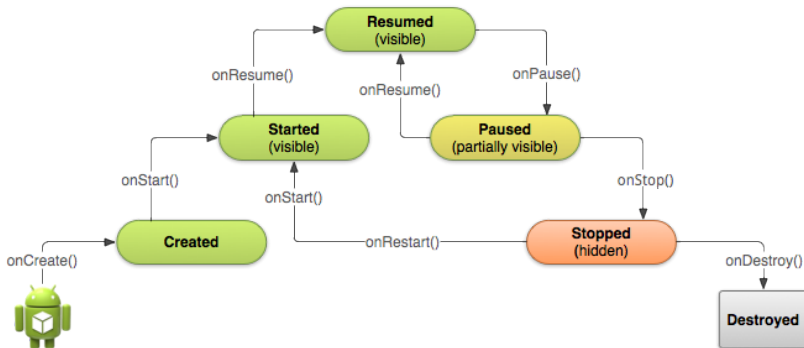 Resumed
(visible)
onResume()
onPause()
onResume()
Started
(visible)
Paused
(partially visible)
onStart()
onStart()
onStop()
Created
onRestart()
Stopped
(hidden)
onCreate()
onDestroy()
Destroyed